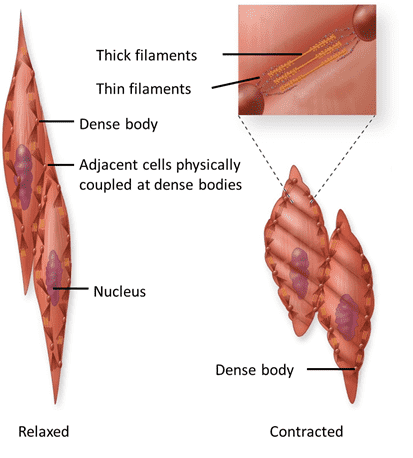 Thick filaments
Thin filaments
Dense body
Adjacent cells physically
coupled at dense bodies
Nucleus
Dense body
Relaxed
Contracted